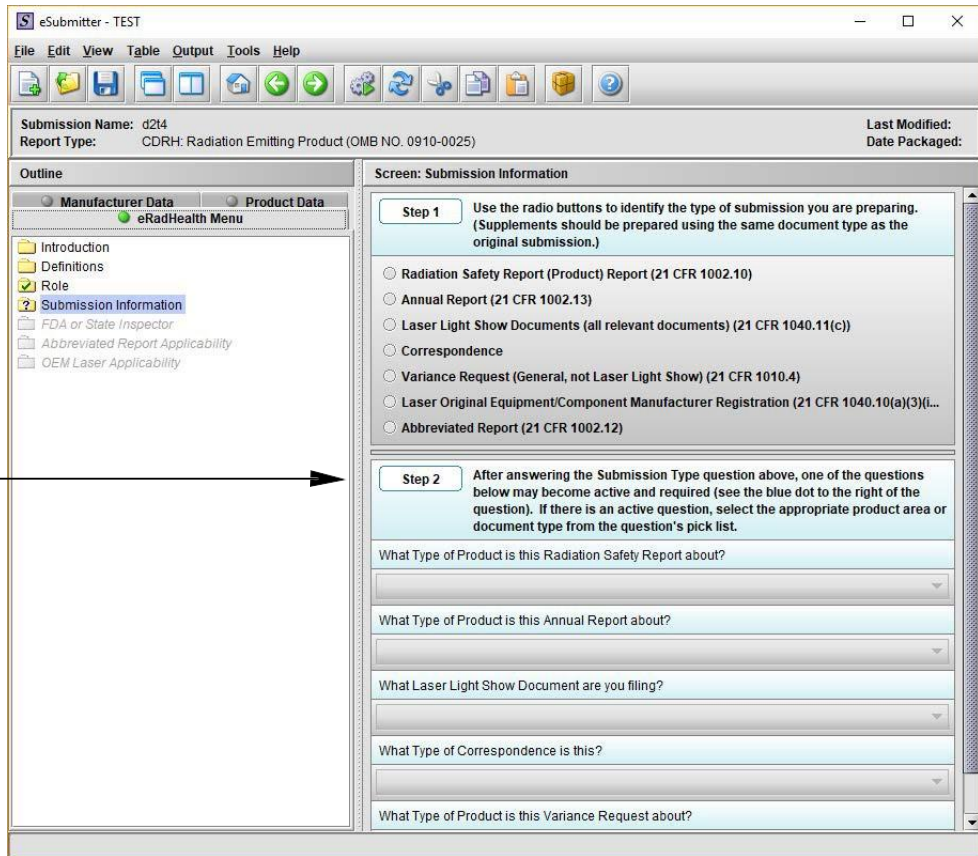 eSubmitter - TEST
File Edit View Table Output Tools Help
Submission Name: d2t4
Last Modified:
Report Type: CDRH: Radiation Emitting Product (OMB NO. 0910-0025)
Date Packaged:
Outline
Manufacturer Data
Product Data
eRadHealth Menu
Introduction
Definitions
Role
Submission Information
FDA or State Inspector
Abbreviated Report Applicability
OEM Laser Applicability
Screen: Submission Information
Step 1
Use the radio buttons to identify the type of submission you are preparing.
(Supplements should be prepared using the same document type as the
original submission.)
Radiation Safety Report (Product) Report (21 CFR 1002.10)
Annual Report (21 CFR 1002.13)
Laser Light Show Documents (all relevant documents) (21 CFR 1040.11(c))
Correspondence
Variance Request (General, not Laser Light Show) (21 CFR 1010.4)
Laser Original Equipment/Component Manufacturer Registration (21 CFR 1040.10(a)(3)(i...
Abbreviated Report (21 CFR 1002.12)
Step 2
After answering the Submission Type question above, one of the questions
below may become active and required (see the blue dot to the right of the
question). If there is an active question, select the appropriate product area or
document type from the question's pick list.
What Type of Product is this Radiation Safety Report about?
What Type of Product is this Annual Report about?
What Laser Light Show Document are you filing?
What Type of Correspondence is this?
What Type of Product is this Variance Request about?